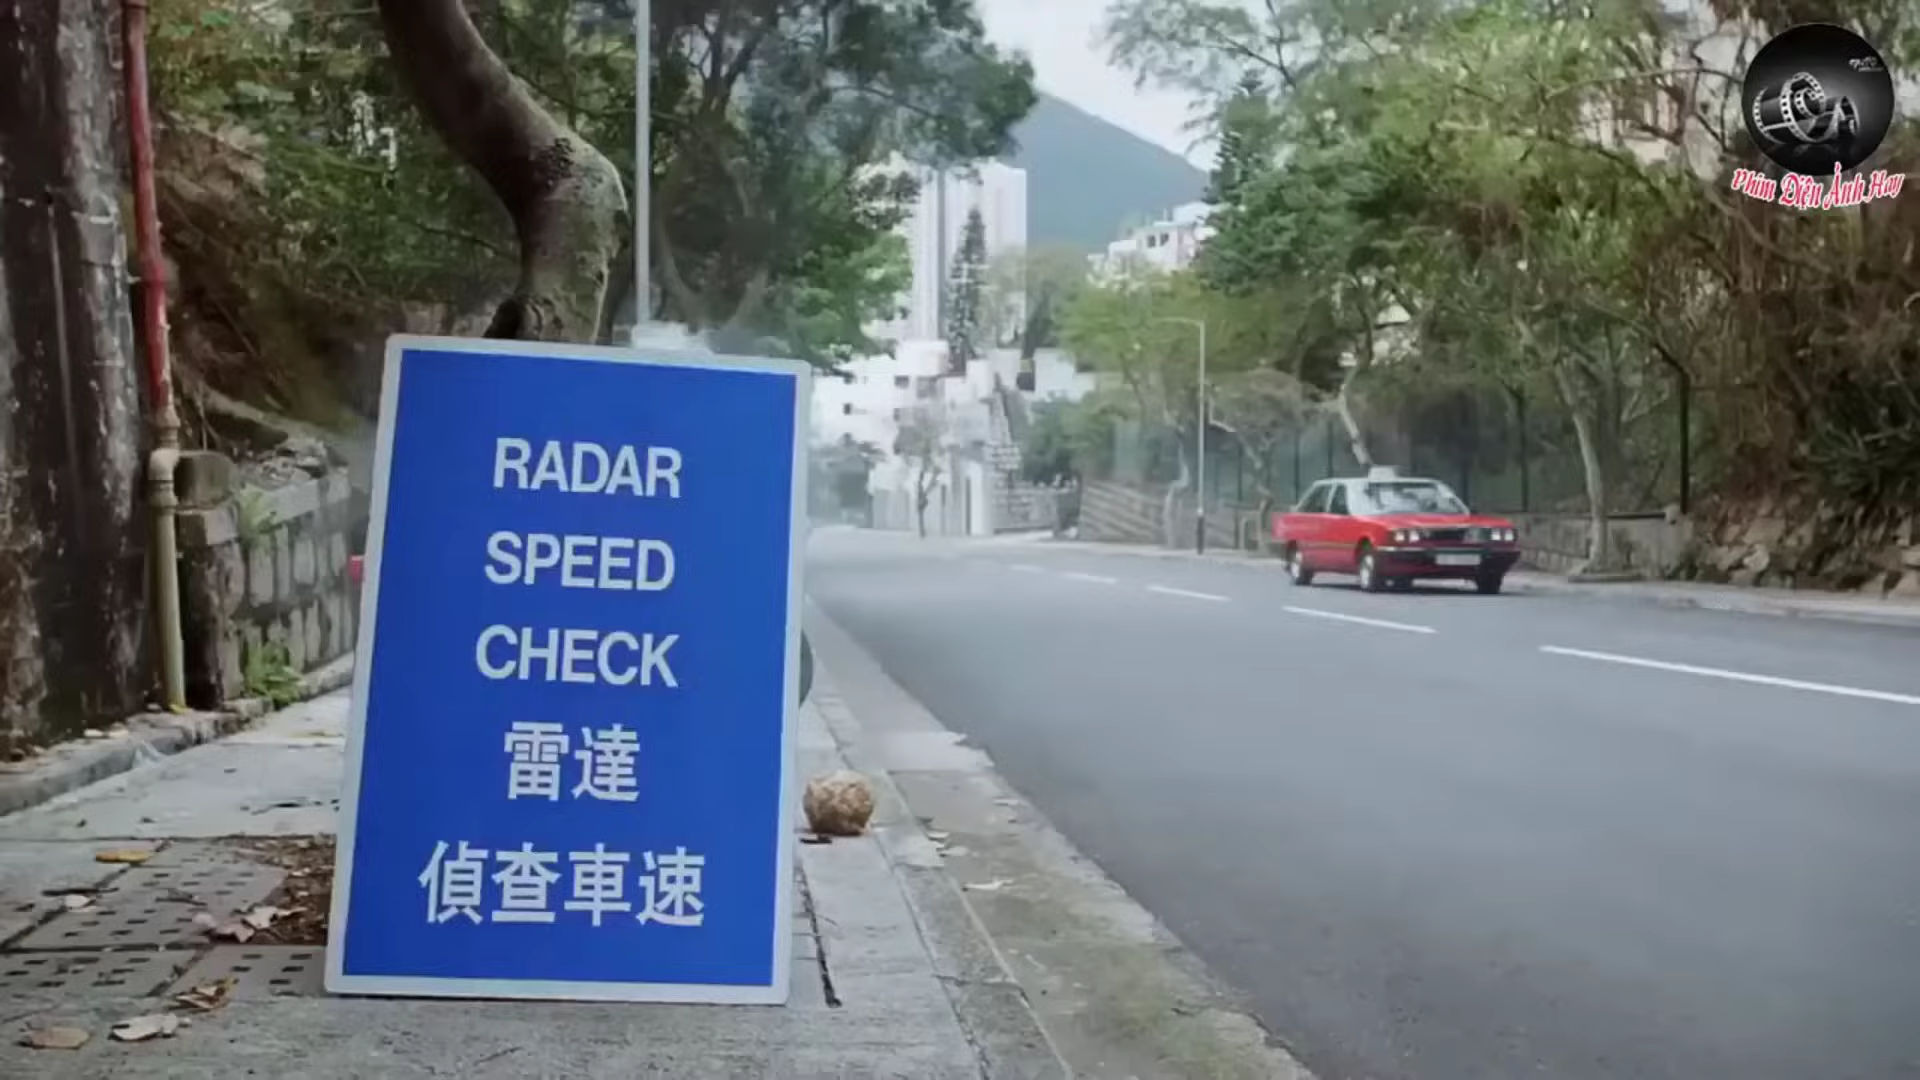 RADAR
SPEED
CHECK
雷達
偵查車速
Phim Điện Ảnh Hay